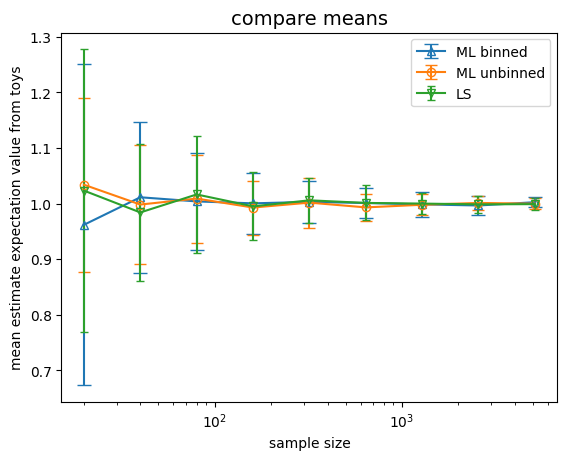 compare means
ML binned
ML unbinned
LS
mean estimate expectation value from toys
1.3
1.2
1.1
1.0
0.9
0.8
0.7
10²
10³
sample size